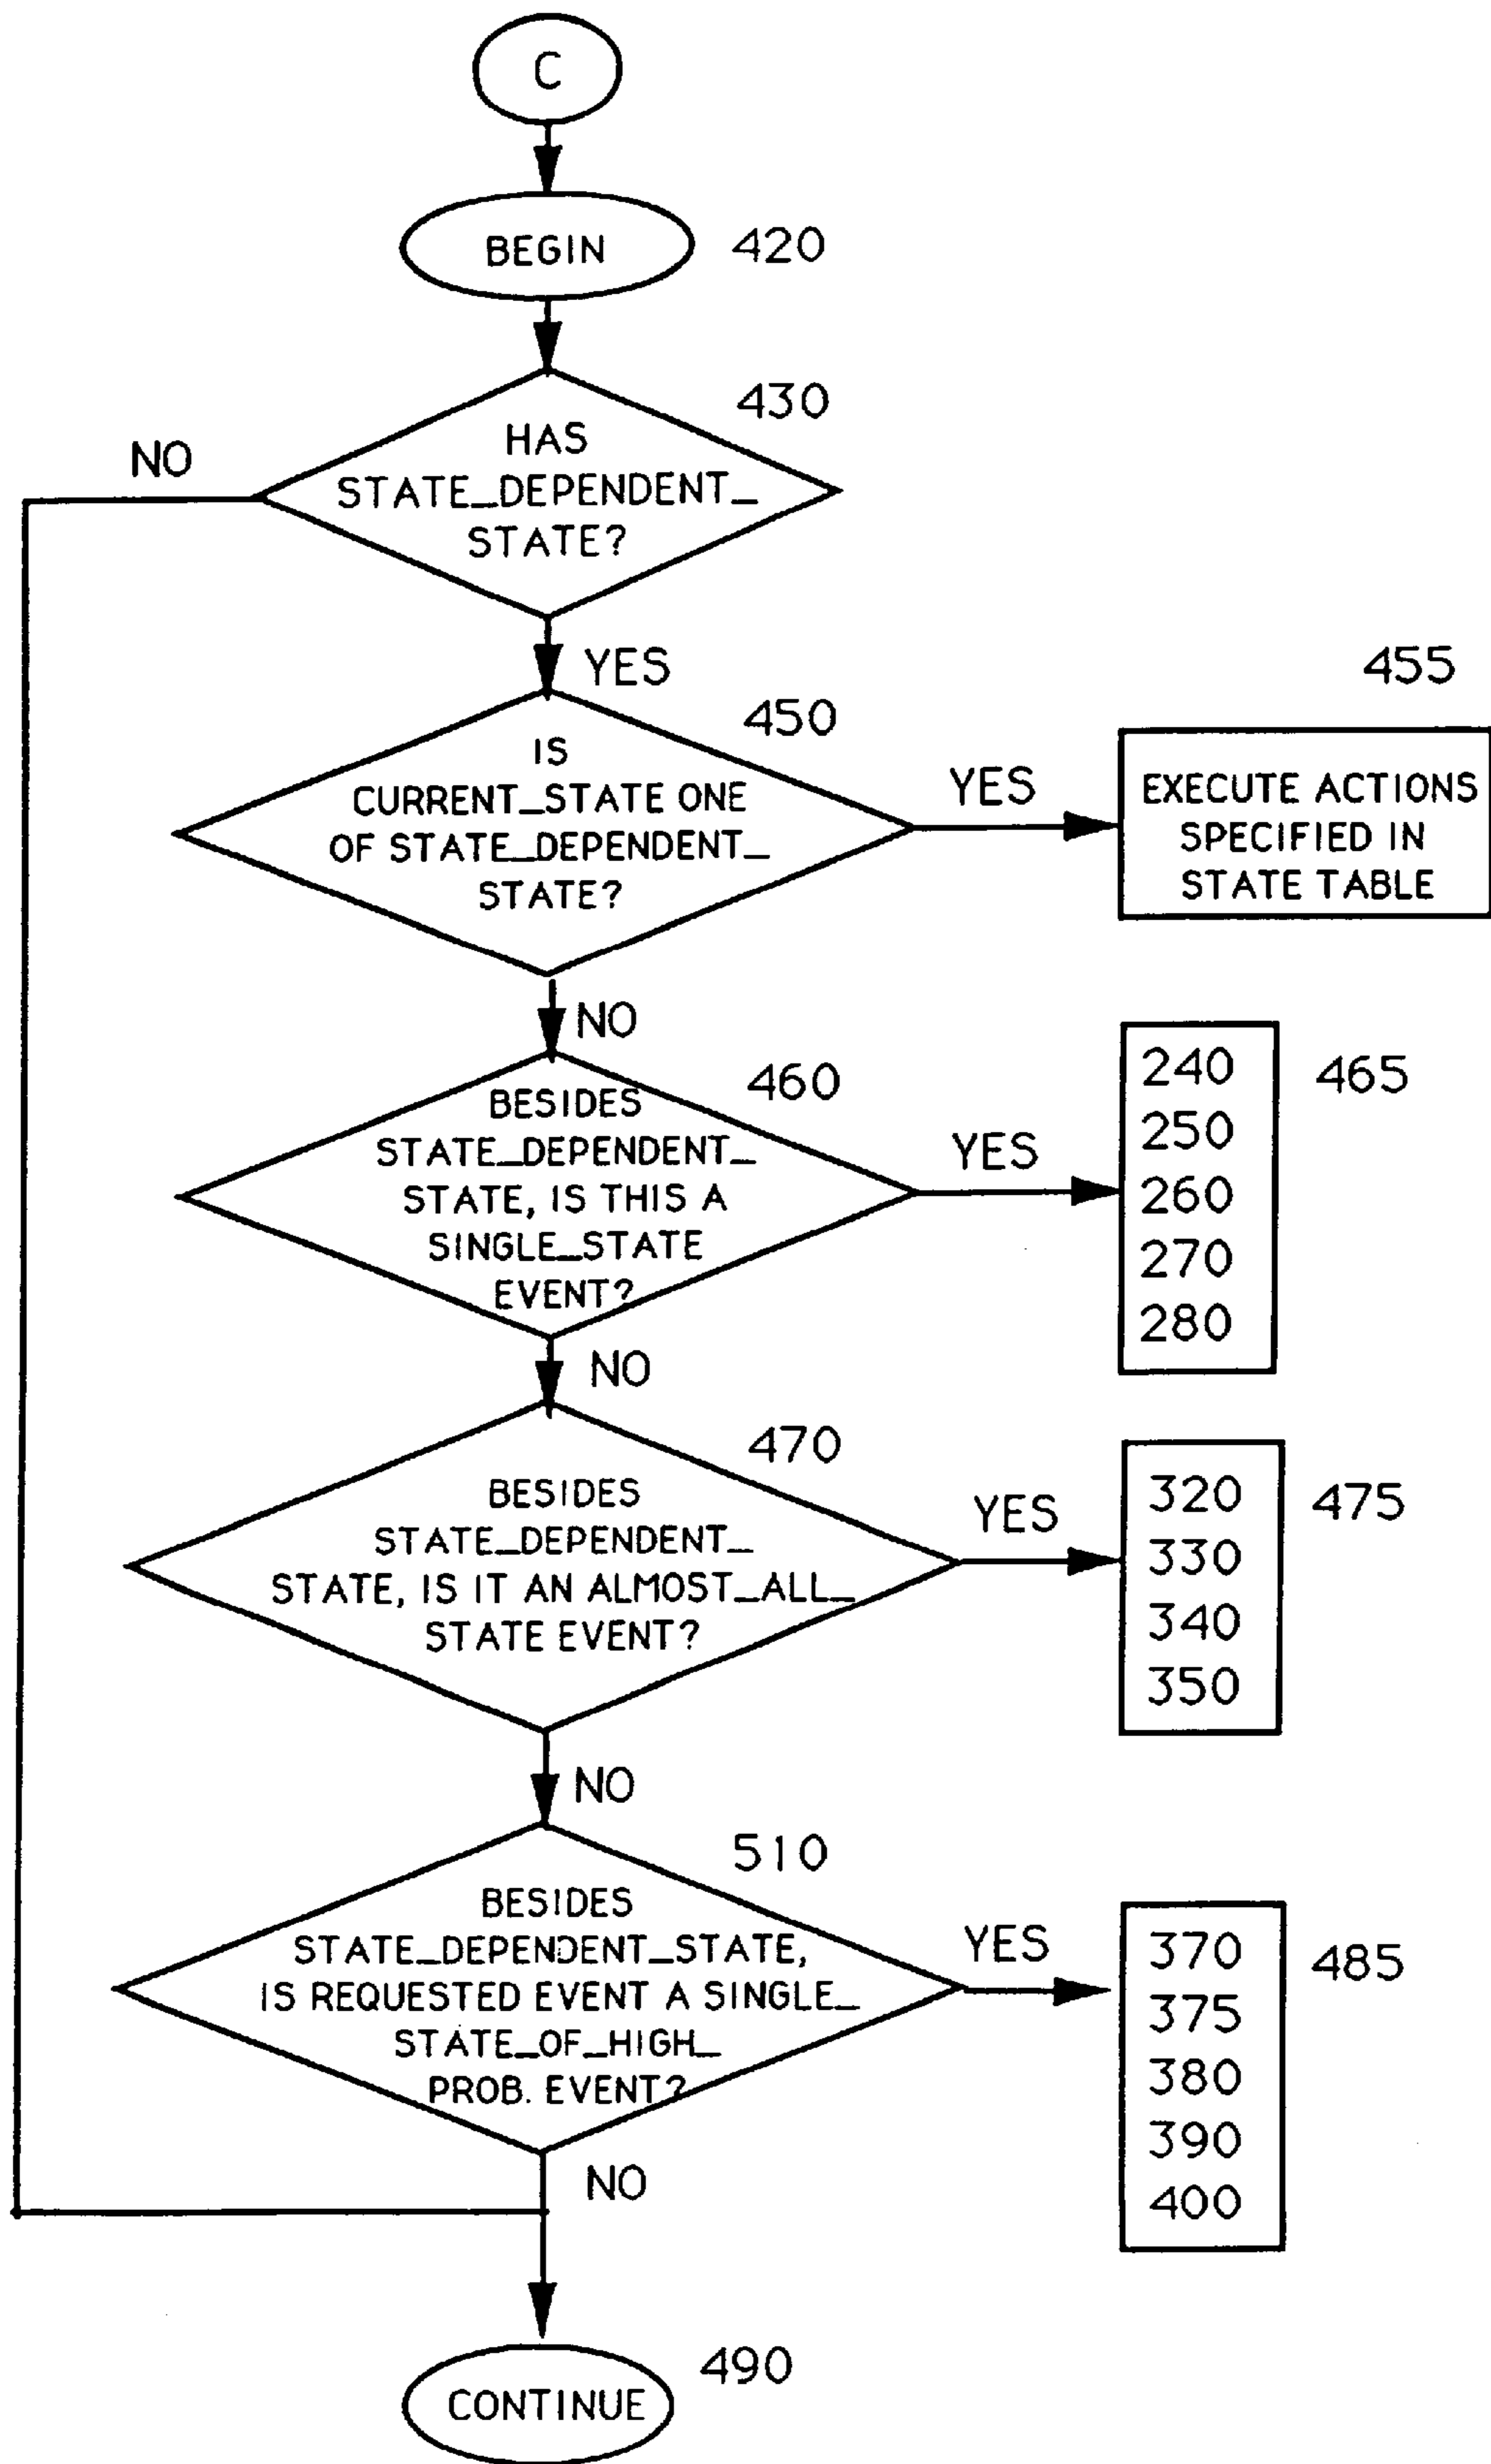 C
BEGIN
420
430
HAS
STATE_DEPENDENT_
STATE?
NO
YES
450
IS
CURRENT_STATE ONE
OF STATE_DEPENDENT_
STATE?
YES
455
EXECUTE ACTIONS
SPECIFIED IN
STATE TABLE
NO
460
BESIDES
STATE_DEPENDENT_
STATE, IS THIS A
SINGLE_STATE
EVENT?
YES
240
250
260
270
280
465
NO
470
BESIDES
STATE_DEPENDENT_
STATE, IS IT AN ALMOST_ALL_
STATE EVENT?
YES
320
330
340
350
475
NO
510
BESIDES
STATE_DEPENDENT_STATE,
IS REQUESTED EVENT A SINGLE_
STATE_OF_HIGH_
PROB. EVENT?
YES
370
375
380
390
400
485
NO
490
CONTINUE